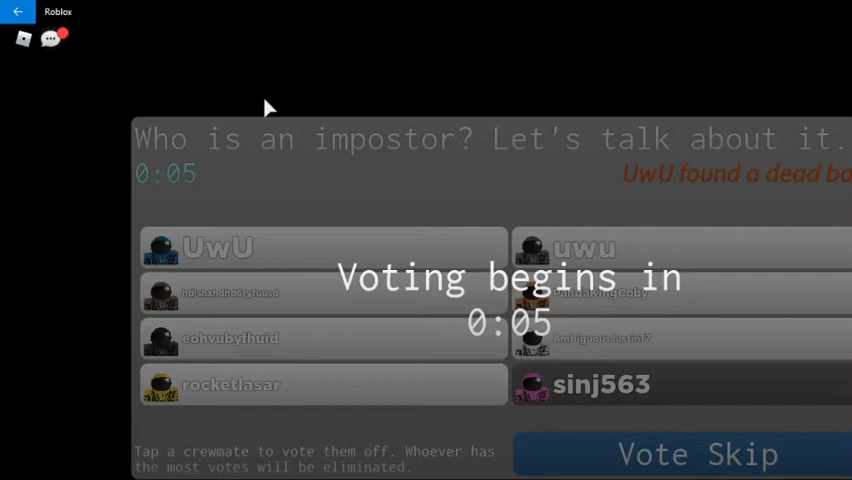 Roblox
Who is an impostor? Let's talk about it.
0:05
UwU found a dead bo
UwU
uwu
Voting begins in
0:05
PandaKingCoby
eohvubyfhuid
AmbiguousJustin17
rocketlasar
sinj563
Tap a crewmate to vote them off. Whoever has
the most votes will be eliminated.
Vote Skip